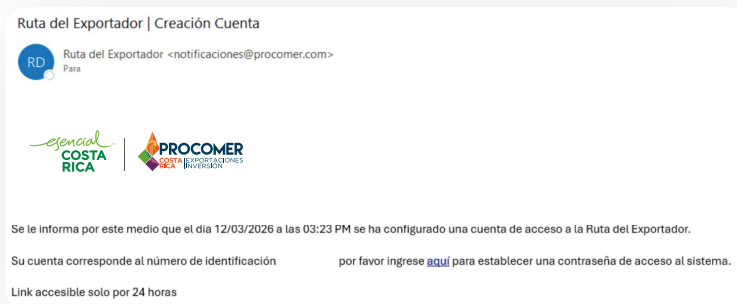 Ruta del Exportador | Creación Cuenta
RD
Ruta del Exportador <notificaciones@procomer.com>
Para
esencial
COSTA
RICA
PROCOMER
COSTA RICA
EXPORTACIONES
INVERSIÓN
Se le informa por este medio que el día 12/03/2026 a las 03:23 PM se ha configurado una cuenta de acceso a la Ruta del Exportador.
Su cuenta corresponde al número de identificación por favor ingrese aquí para establecer una contraseña de acceso al sistema.
Link accesible solo por 24 horas